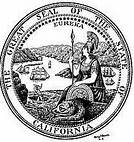 THE GREAT SEAL OF THE STATE OF CALIFORNIA
EUREKA